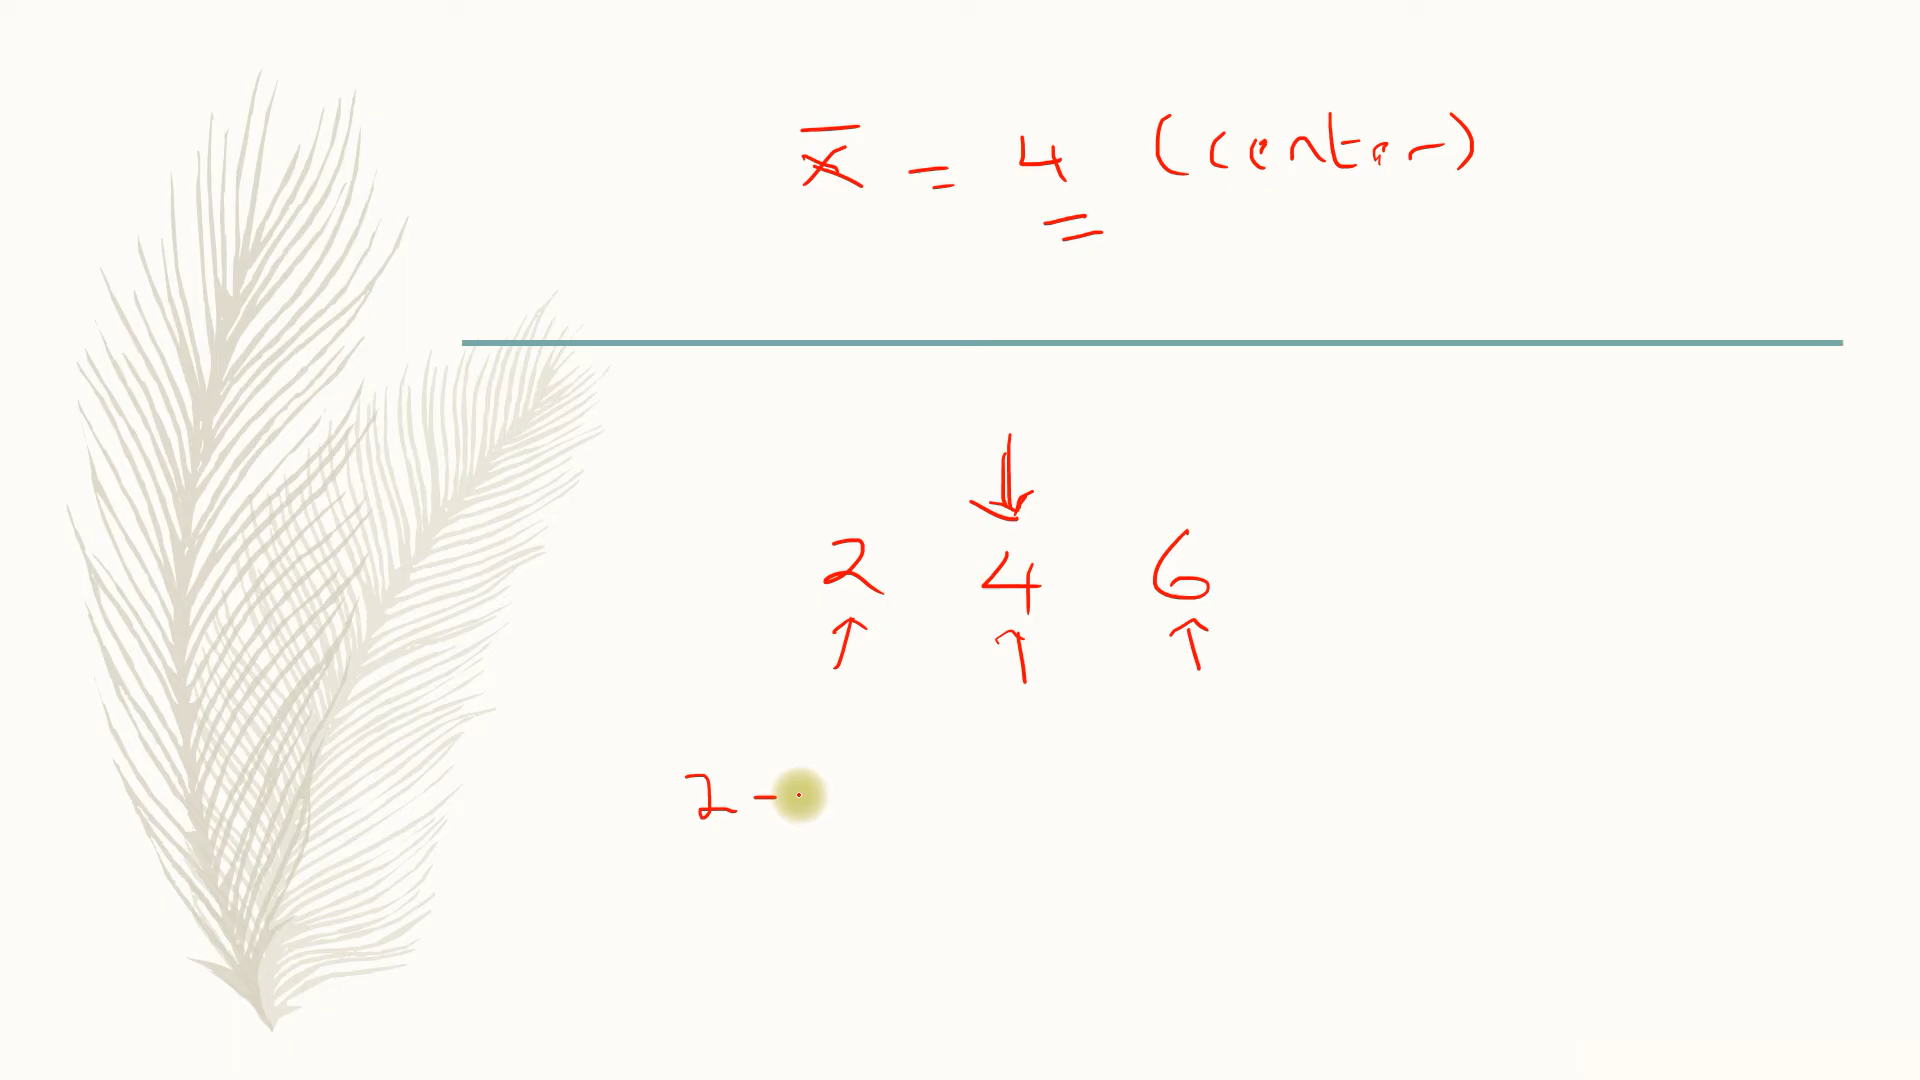 x̄ = 4 (center)
2 4 6
2 -